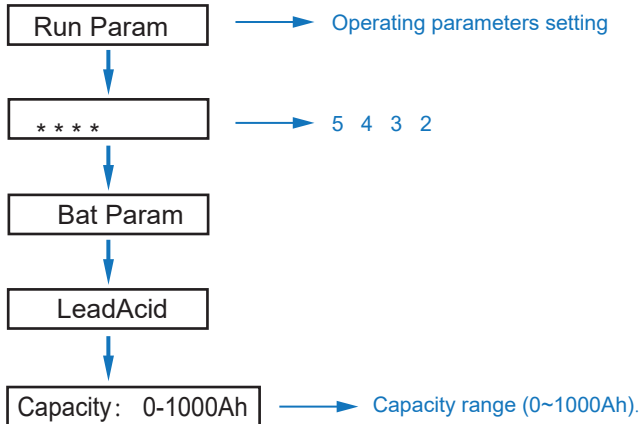 Run Param Operating parameters setting
* * * * 5 4 3 2
Bat Param
LeadAcid
Capacity: 0-1000Ah Capacity range (0~1000Ah).